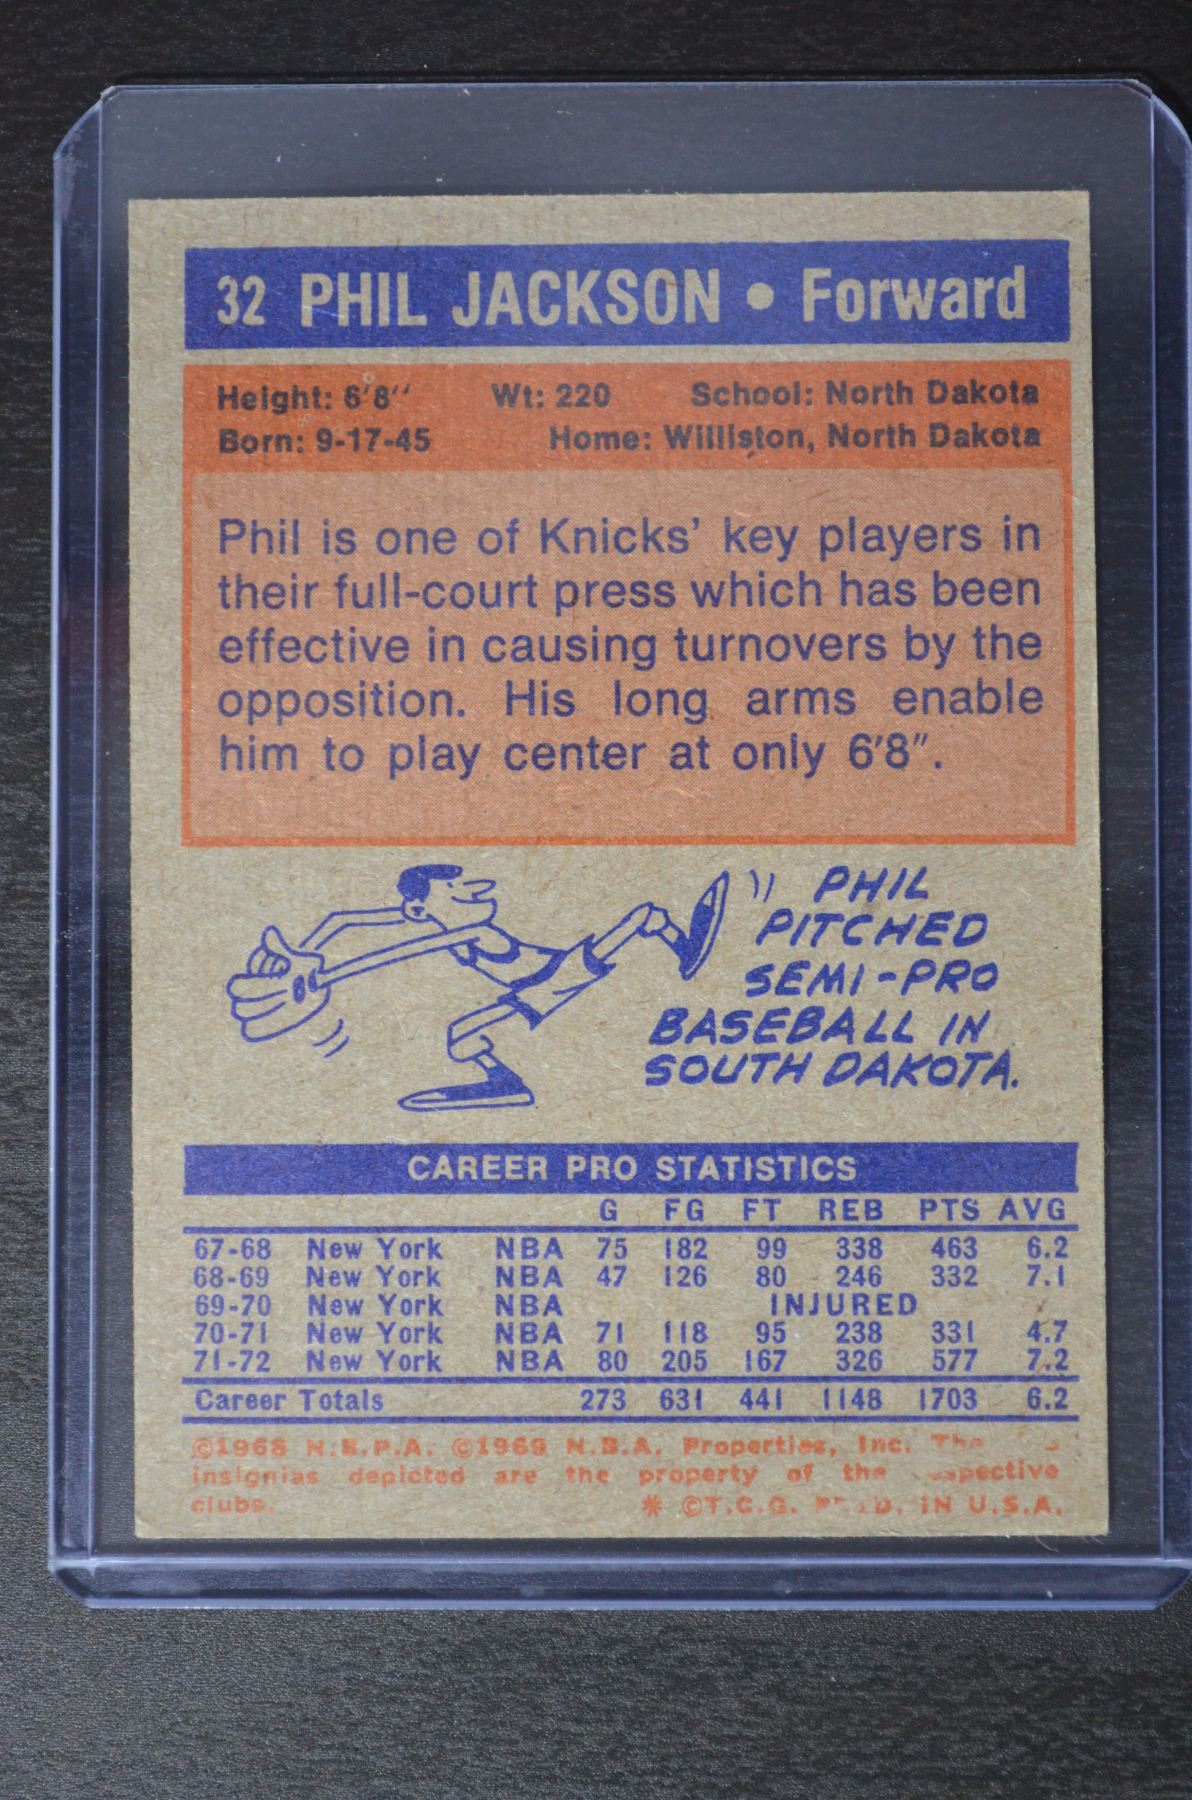 32 PHIL JACKSON • Forward
Height: 6'8'' Wt: 220 School: North Dakota
Born: 9-17-45 Home: Williston, North Dakota
Phil is one of Knicks' key players in
their full-court press which has been
effective in causing turnovers by the
opposition. His long arms enable
him to play center at only 6'8".
PHIL
PITCHED
SEMI-PRO
BASEBALL IN
SOUTH DAKOTA.
CAREER PRO STATISTICS
G FG FT REB PTS AVG
67-68 New York NBA 75 182 99 338 463 6.2
68-69 New York NBA 47 126 80 246 332 7.1
69-70 New York NBA INJURED
70-71 New York NBA 71 118 95 238 331 4.7
71-72 New York NBA 80 205 167 326 577 7.2
Career Totals 273 631 441 1148 1703 6.2
©1968 N.B.P.A. ©1969 N.B.A. Properties, Inc.
insignias depicted are the property of the
clubs. * ©T.C.G. IN U.S.A.